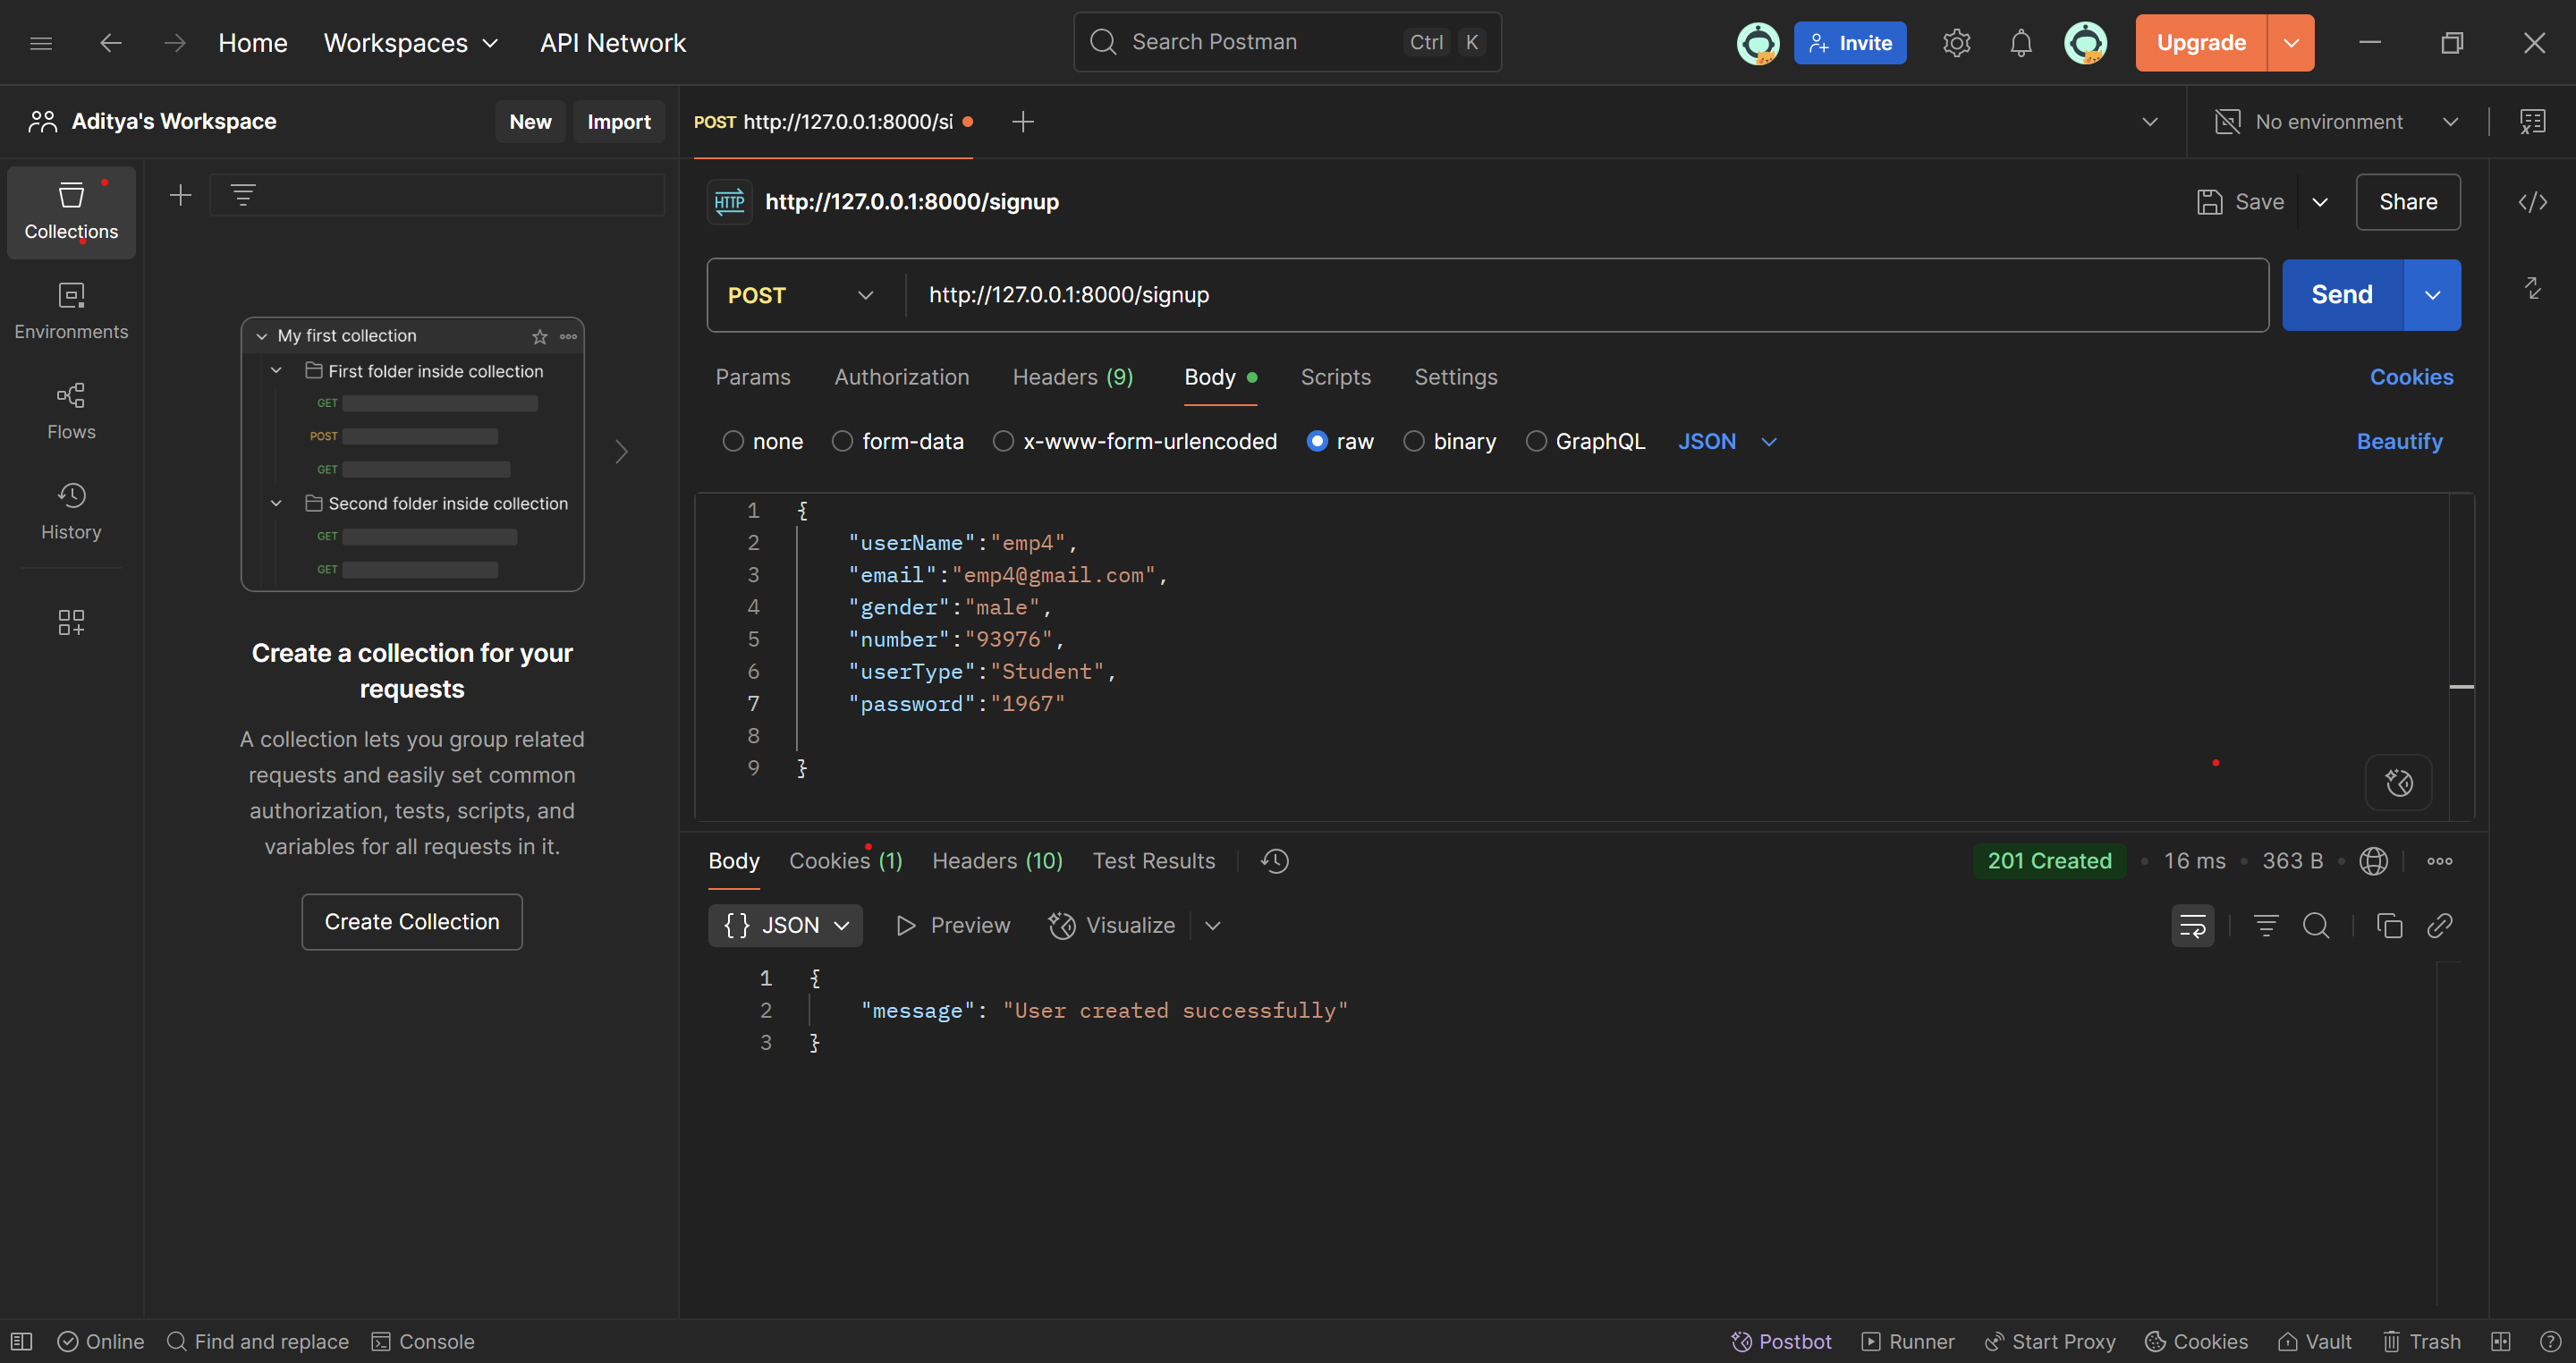 Home
Workspaces
API Network
Search Postman
Ctrl K
Invite
Upgrade
Aditya's Workspace
New
Import
POST http://127.0.0.1:8000/si
No environment
Collections
Environments
Flows
History
My first collection
First folder inside collection
GET
POST
GET
Second folder inside collection
GET
GET
Create a collection for your
requests
A collection lets you group related
requests and easily set common
authorization, tests, scripts, and
variables for all requests in it.
Create Collection
HTTP http://127.0.0.1:8000/signup
Save
Share
POST http://127.0.0.1:8000/signup
Send
Params Authorization Headers (9) Body Scripts Settings
Cookies
none form-data x-www-form-urlencoded raw binary GraphQL JSON
Beautify
1 {
2 "userName":"emp4",
3 "email":"emp4@gmail.com",
4 "gender":"male",
5 "number":"93976",
6 "userType":"Student",
7 "password":"1967"
8
9 }
Body Cookies (1) Headers (10) Test Results
201 Created • 16 ms • 363 B •
{} JSON Preview Visualize
1 {
2 "message": "User created successfully"
3 }
Online Find and replace Console
Postbot Runner Start Proxy Cookies Vault Trash